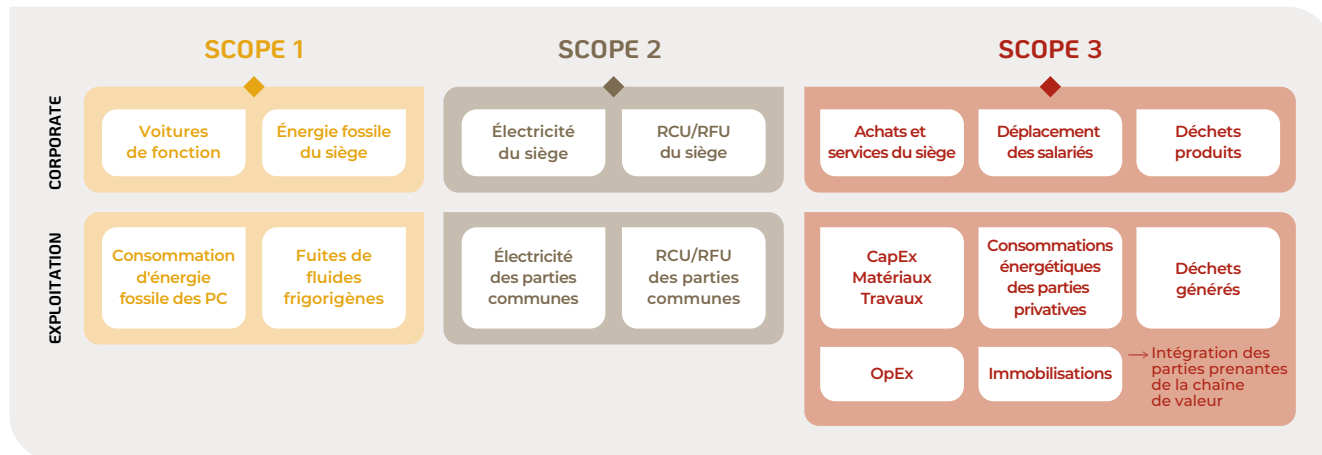 SCOPE 1
SCOPE 2
SCOPE 3
CORPORATE
Voitures
de fonction
Énergie fossile
du siège
Électricité
du siège
RCU/RFU
du siège
Achats et
services du siège
Déplacement
des salariés
Déchets
produits
EXPLOITATION
Consommation
d'énergie
fossile des PC
Fuites de
fluides
frigorigènes
Électricité
des parties
communes
RCU/RFU
des parties
communes
CapEx
Matériaux
Travaux
Consommations
énergétiques
des parties
privatives
Déchets
générés
OpEx
Immobilisations
→ Intégration des
parties prenantes
de la chaîne
de valeur